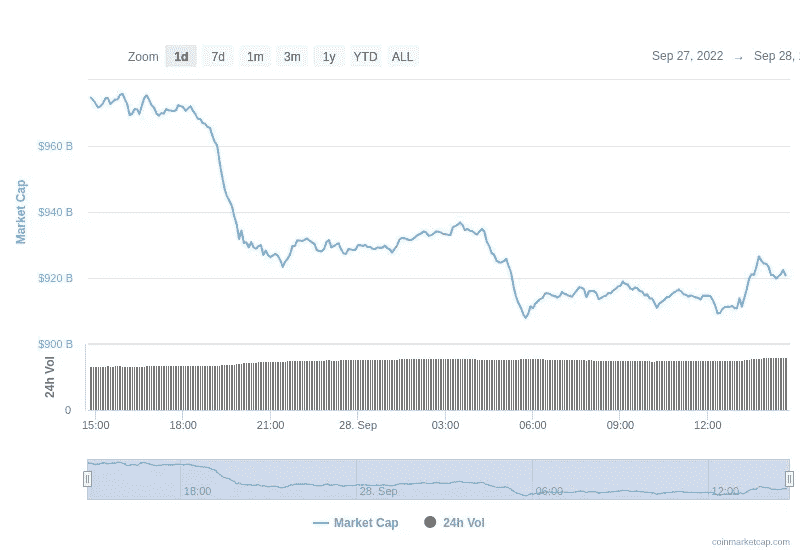 Zoom 1d 7d 1m 3m 1y YTD ALL Sep 27, 2022 → Sep 28,
$960 B
$940 B
$920 B
$900 B
Market Cap
24h Vol
0
15:00 18:00 21:00 28. Sep 03:00 06:00 09:00 12:00
18:00 28. Sep 06:00 12:00
Market Cap 24h Vol
coinmarketcap.com